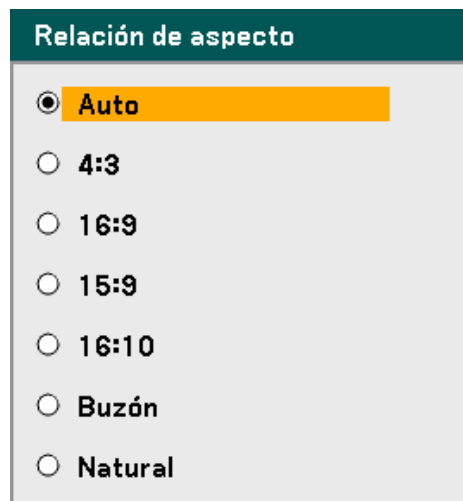 Relación de aspecto
Auto
4:3
16:9
15:9
16:10
Buzón
Natural